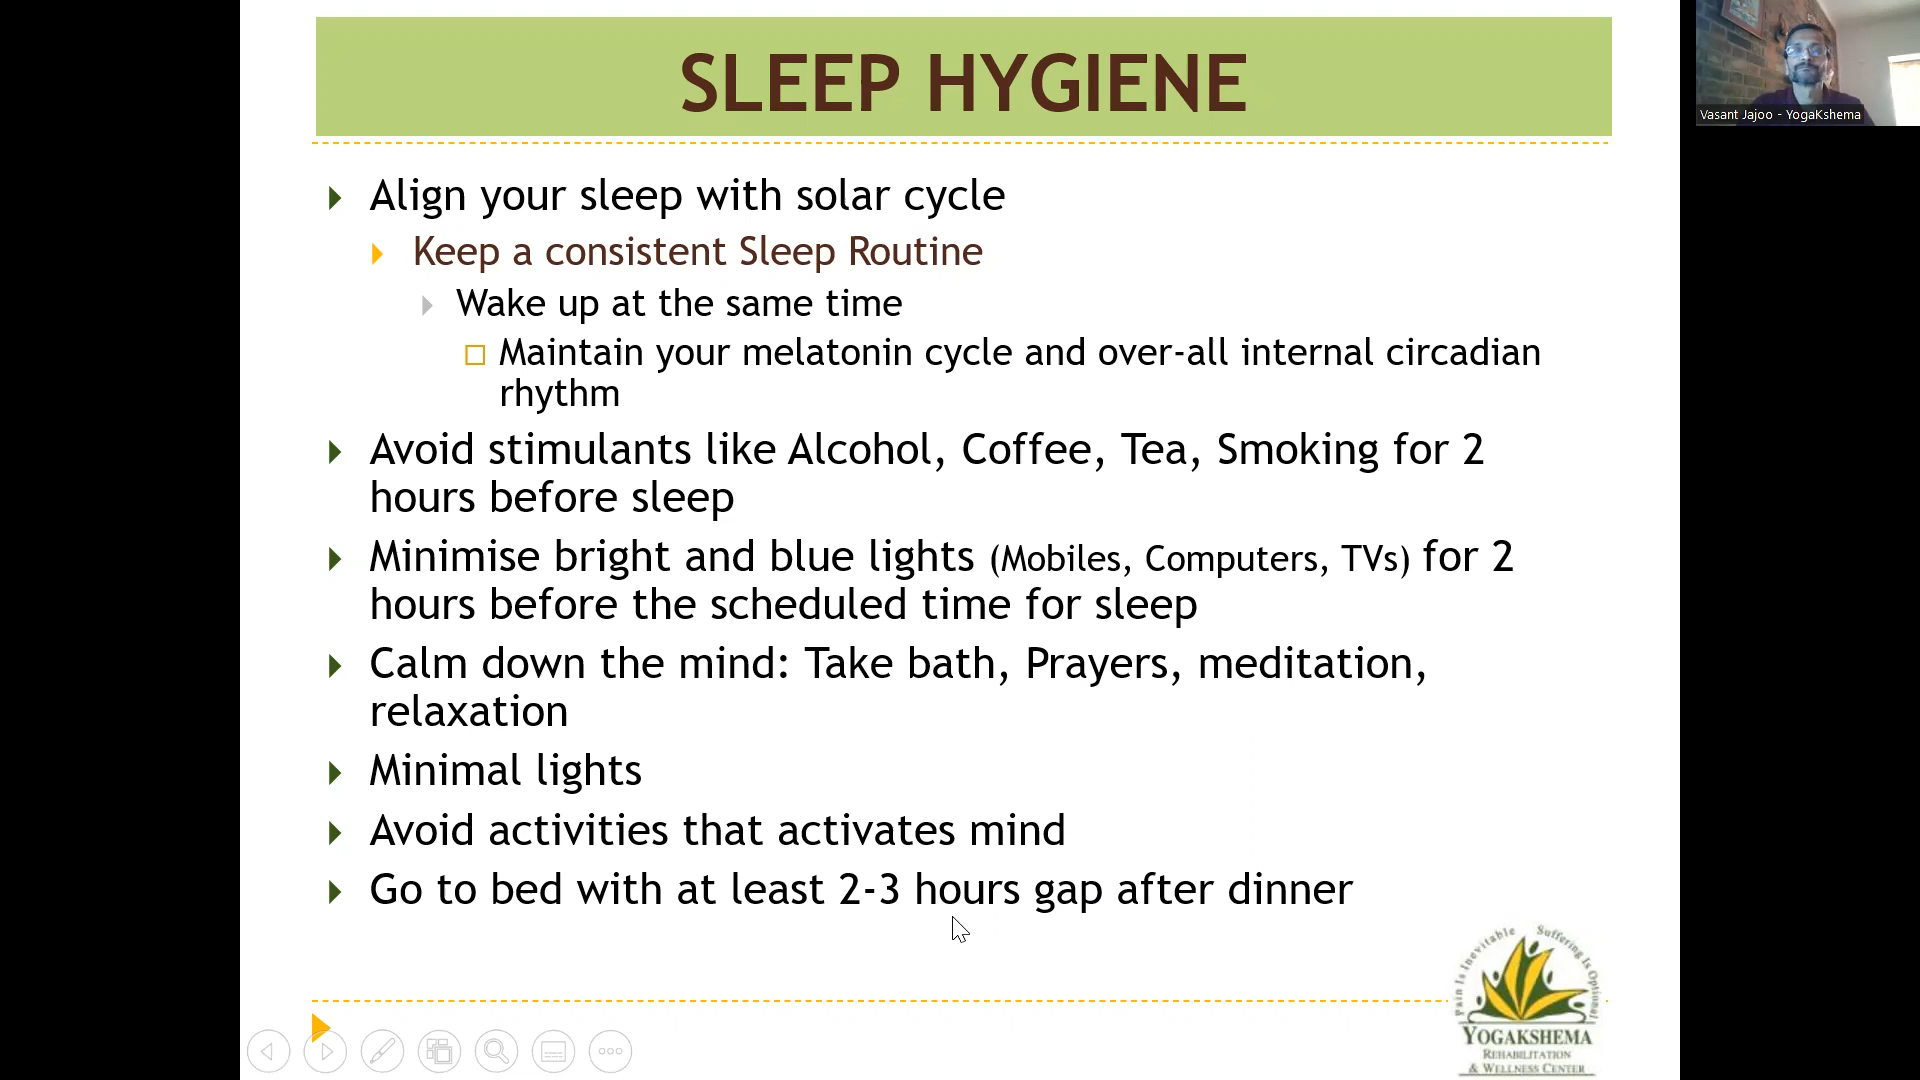 SLEEP HYGIENE
Vasant Jajoo - YogaKshema
Align your sleep with solar cycle
Keep a consistent Sleep Routine
Wake up at the same time
Maintain your melatonin cycle and over-all internal circadian
rhythm
Avoid stimulants like Alcohol, Coffee, Tea, Smoking for 2
hours before sleep
Minimise bright and blue lights (Mobiles, Computers, TVs) for 2
hours before the scheduled time for sleep
Calm down the mind: Take bath, Prayers, meditation,
relaxation
Minimal lights
Avoid activities that activates mind
Go to bed with at least 2-3 hours gap after dinner
Pain Is Inevitable Suffering Is Optional
YOGAKSHEMA
REHABILITATION
& WELLNESS CENTER